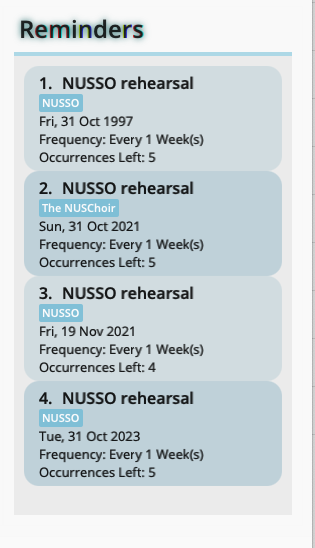 Reminders
1. NUSSO rehearsal
NUSSO
Fri, 31 Oct 1997
Frequency: Every 1 Week(s)
Occurrences Left: 5
2. NUSSO rehearsal
The NUSChoir
Sun, 31 Oct 2021
Frequency: Every 1 Week(s)
Occurrences Left: 5
3. NUSSO rehearsal
NUSSO
Fri, 19 Nov 2021
Frequency: Every 1 Week(s)
Occurrences Left: 4
4. NUSSO rehearsal
NUSSO
Tue, 31 Oct 2023
Frequency: Every 1 Week(s)
Occurrences Left: 5